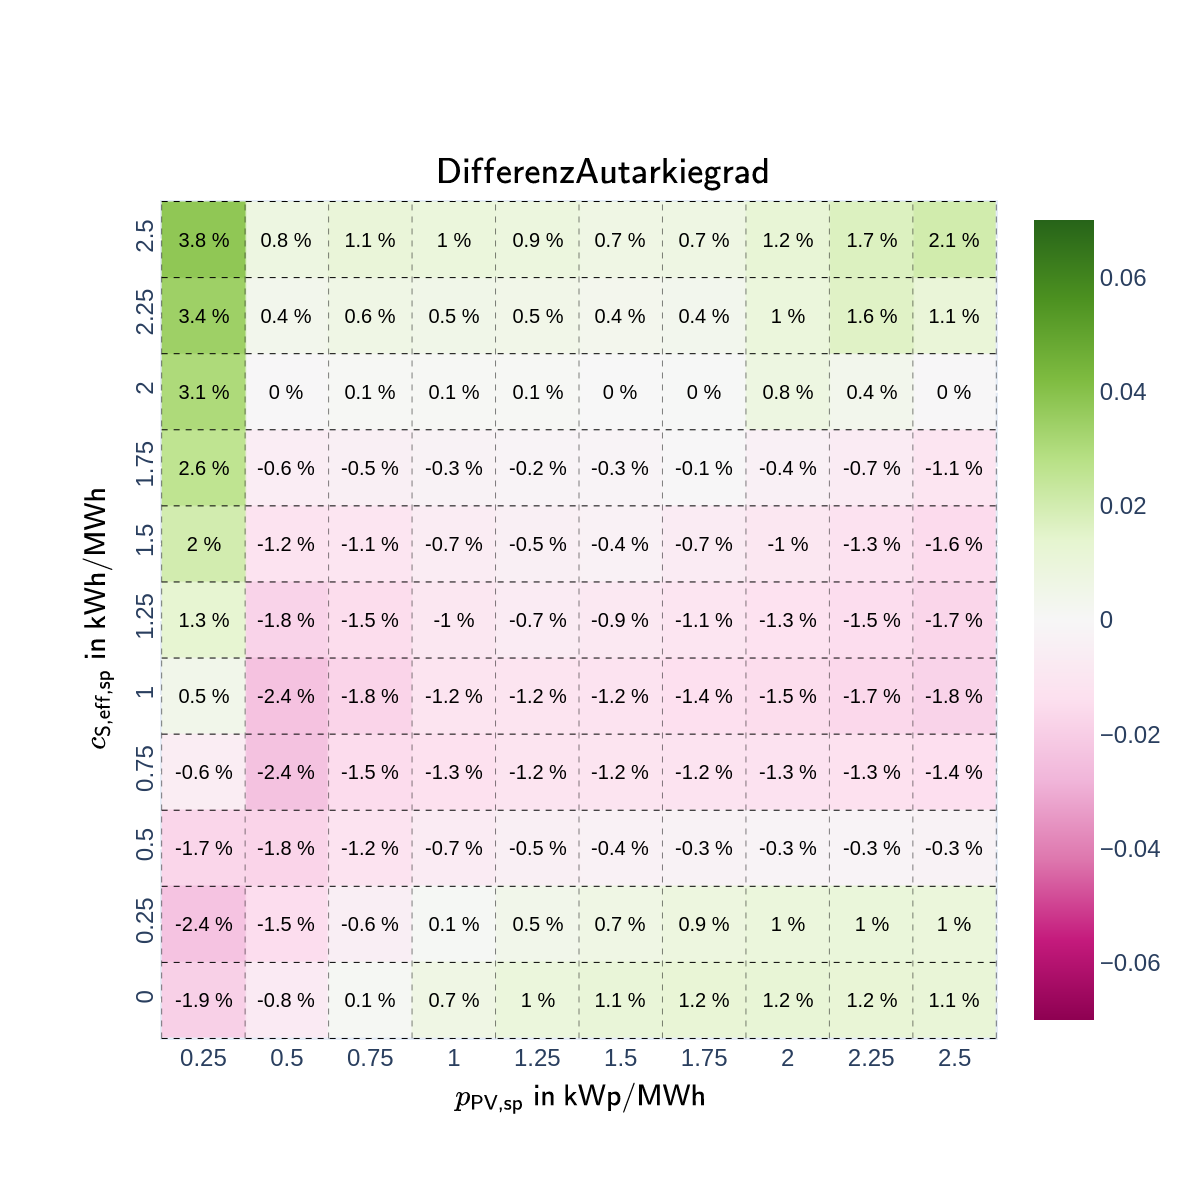 DifferenzAutarkiegrad
2.5 3.8 % 0.8 % 1.1 % 1 % 0.9 % 0.7 % 0.7 % 1.2 % 1.7 % 2.1 %
2.25 3.4 % 0.4 % 0.6 % 0.5 % 0.5 % 0.4 % 0.4 % 1 % 1.6 % 1.1 %
2 3.1 % 0 % 0.1 % 0.1 % 0.1 % 0 % 0 % 0.8 % 0.4 % 0 %
1.75 2.6 % -0.6 % -0.5 % -0.3 % -0.2 % -0.3 % -0.1 % -0.4 % -0.7 % -1.1 %
1.5 2 % -1.2 % -1.1 % -0.7 % -0.5 % -0.4 % -0.7 % -1 % -1.3 % -1.6 %
1.25 1.3 % -1.8 % -1.5 % -1 % -0.7 % -0.9 % -1.1 % -1.3 % -1.5 % -1.7 %
1 0.5 % -2.4 % -1.8 % -1.2 % -1.2 % -1.2 % -1.4 % -1.5 % -1.7 % -1.8 %
0.75 -0.6 % -2.4 % -1.5 % -1.3 % -1.2 % -1.2 % -1.2 % -1.3 % -1.3 % -1.4 %
0.5 -1.7 % -1.8 % -1.2 % -0.7 % -0.5 % -0.4 % -0.3 % -0.3 % -0.3 % -0.3 %
0.25 -2.4 % -1.5 % -0.6 % 0.1 % 0.5 % 0.7 % 0.9 % 1 % 1 % 1 %
0 -1.9 % -0.8 % 0.1 % 0.7 % 1 % 1.1 % 1.2 % 1.2 % 1.2 % 1.1 %
0.25 0.5 0.75 1 1.25 1.5 1.75 2 2.25 2.5
p PV,sp in kWp/MWh
c S,eff,sp in kWh/MWh
0.06
0.04
0.02
0
−0.02
−0.04
−0.06